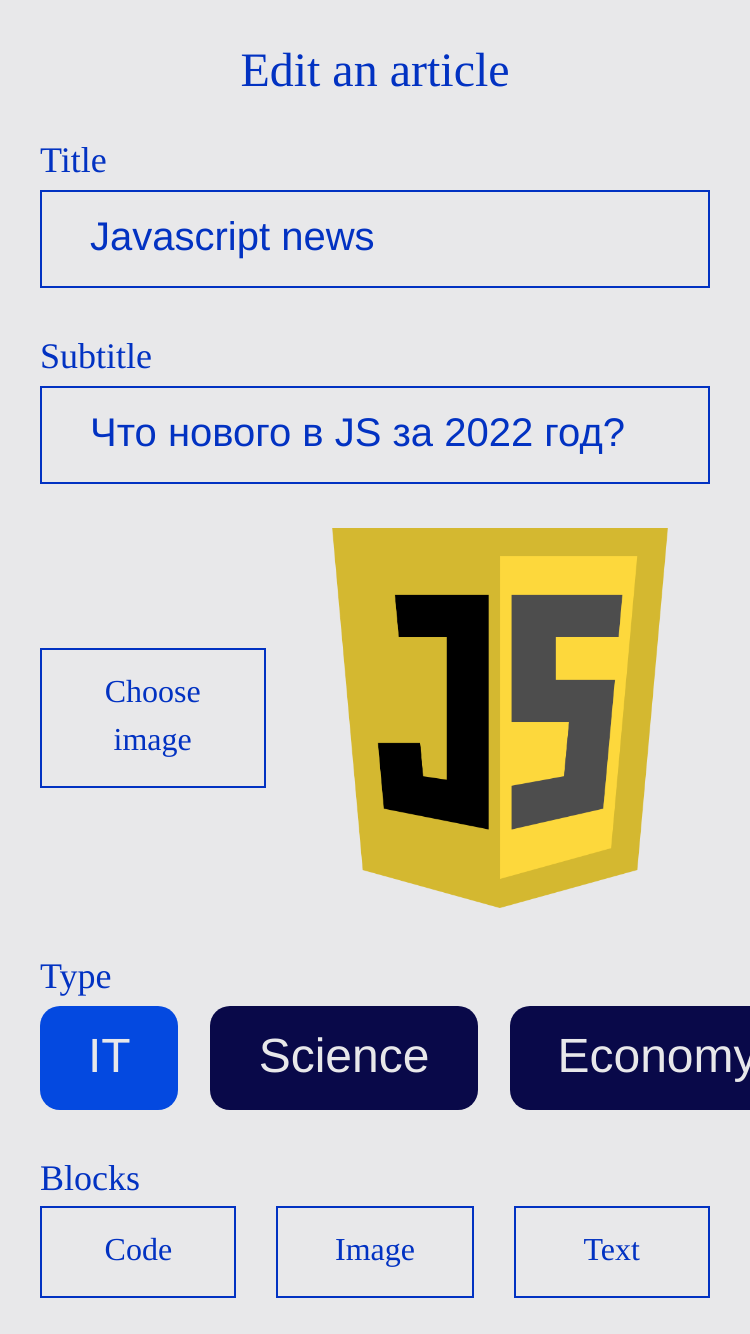 Edit an article
Title
Javascript news
Subtitle
Что нового в JS за 2022 год?
JS
Choose
image
Type
IT Science Economy
Blocks
Code Image Text